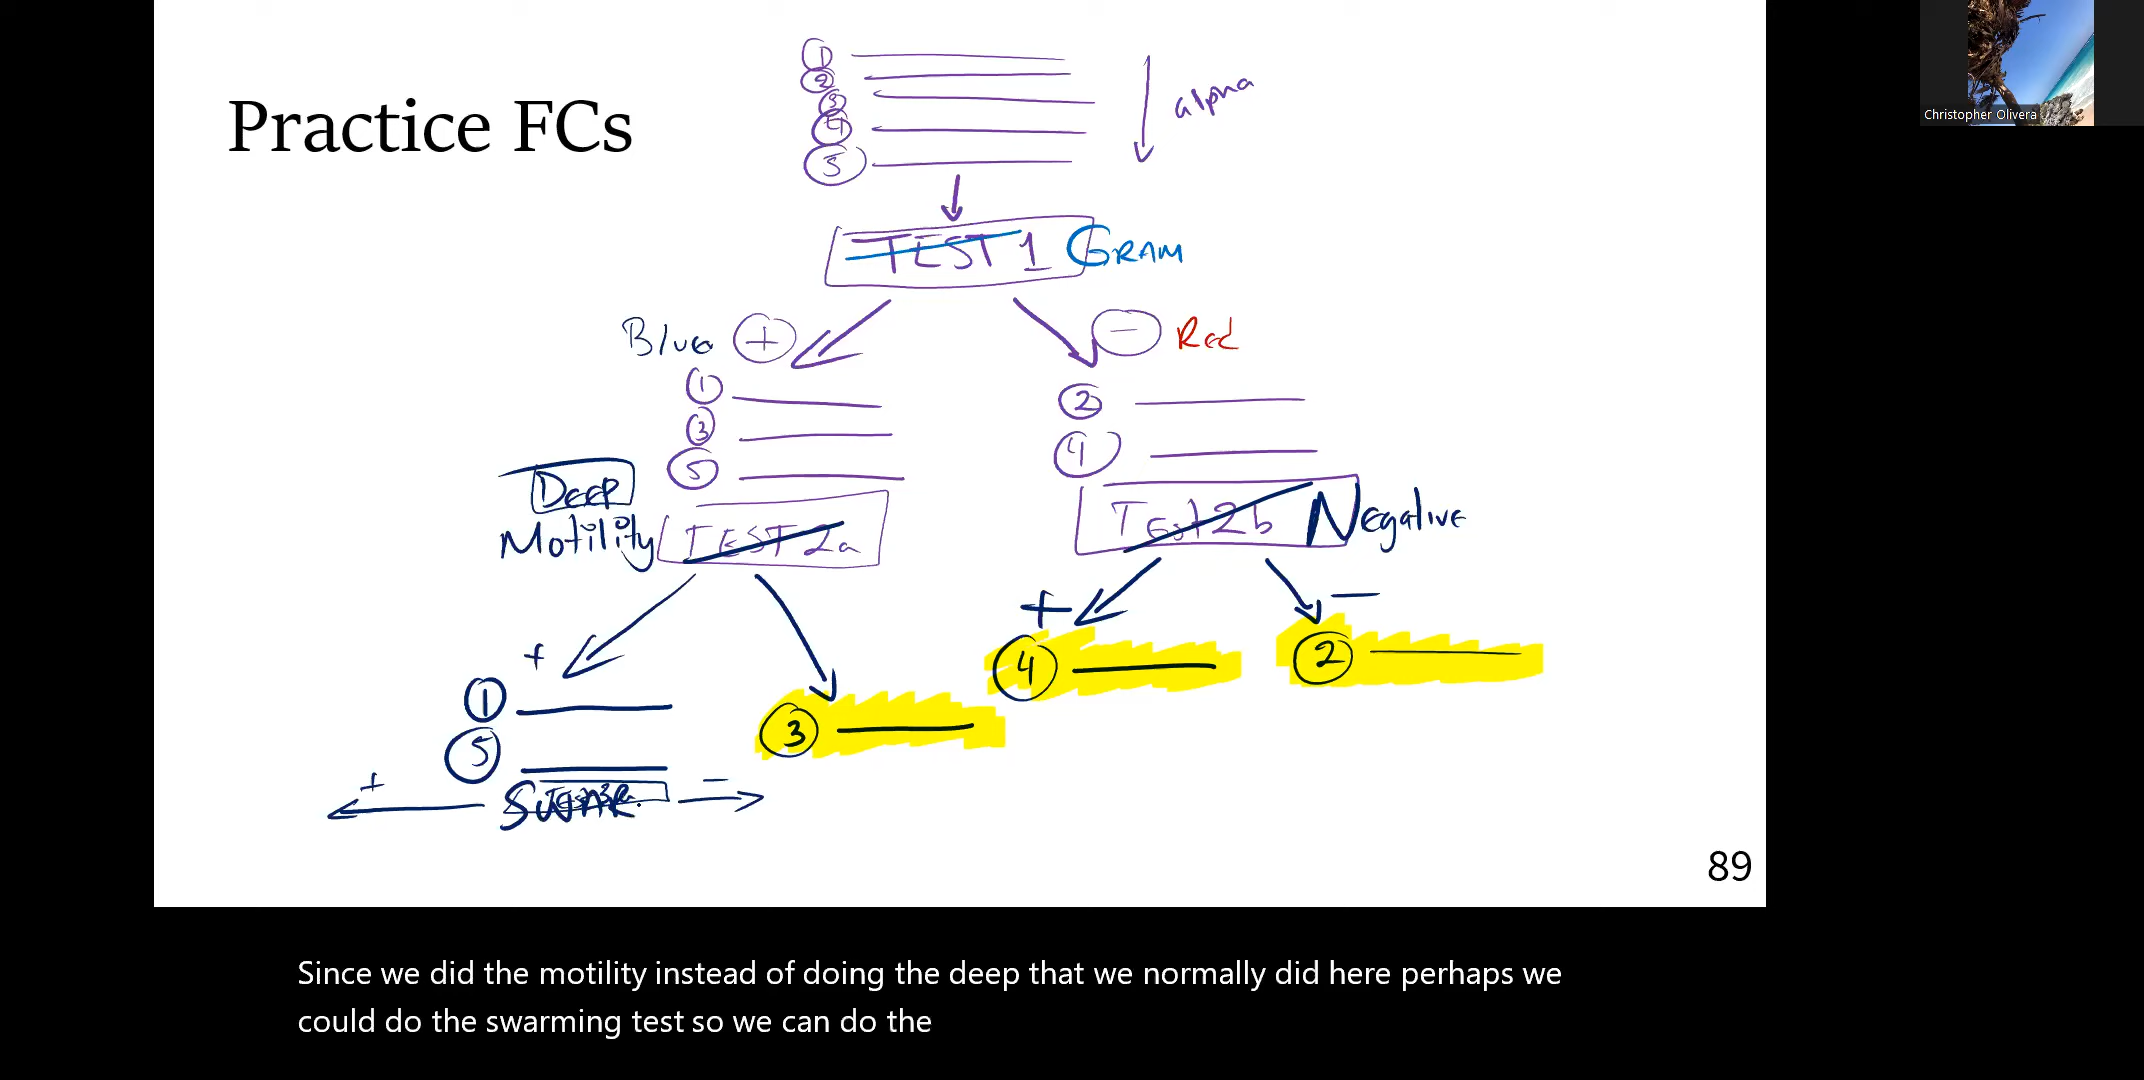 Practice FCs
Christopher Olivera
①
②
③
④
⑤
alpha
TEST 1 GRAM
Blue +
− Red
①
③
⑤
②
④
DEEP
Motility TEST 2a
Test 2b Negative
+
①
⑤
③
+
④
−
②
+
−
89
Since we did the motility instead of doing the deep that we normally did here perhaps we
could do the swarming test so we can do the